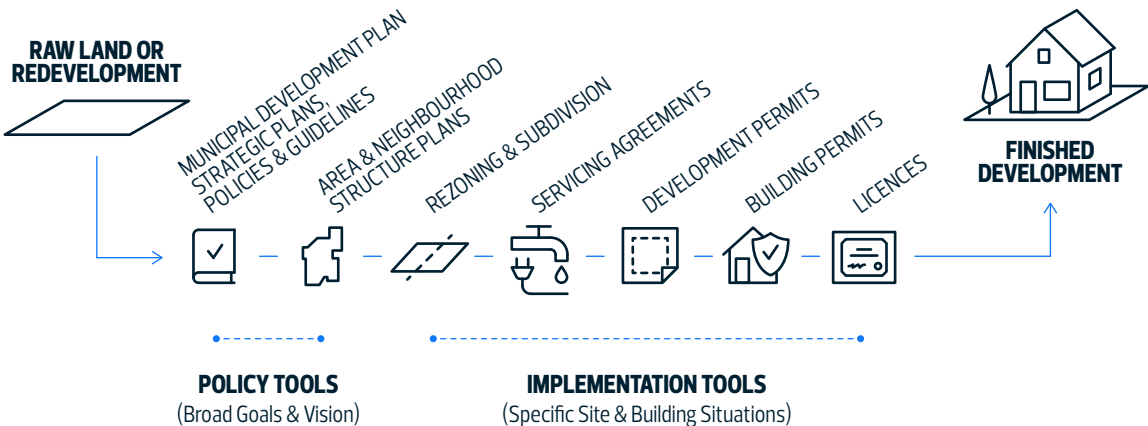 RAW LAND OR
REDEVELOPMENT
MUNICIPAL DEVELOPMENT PLAN
STRATEGIC PLANS,
POLICIES & GUIDELINES
AREA & NEIGHBOURHOOD
STRUCTURE PLANS
REZONING & SUBDIVISION
SERVICING AGREEMENTS
DEVELOPMENT PERMITS
BUILDING PERMITS
LICENCES
FINISHED
DEVELOPMENT
POLICY TOOLS
(Broad Goals & Vision)
IMPLEMENTATION TOOLS
(Specific Site & Building Situations)